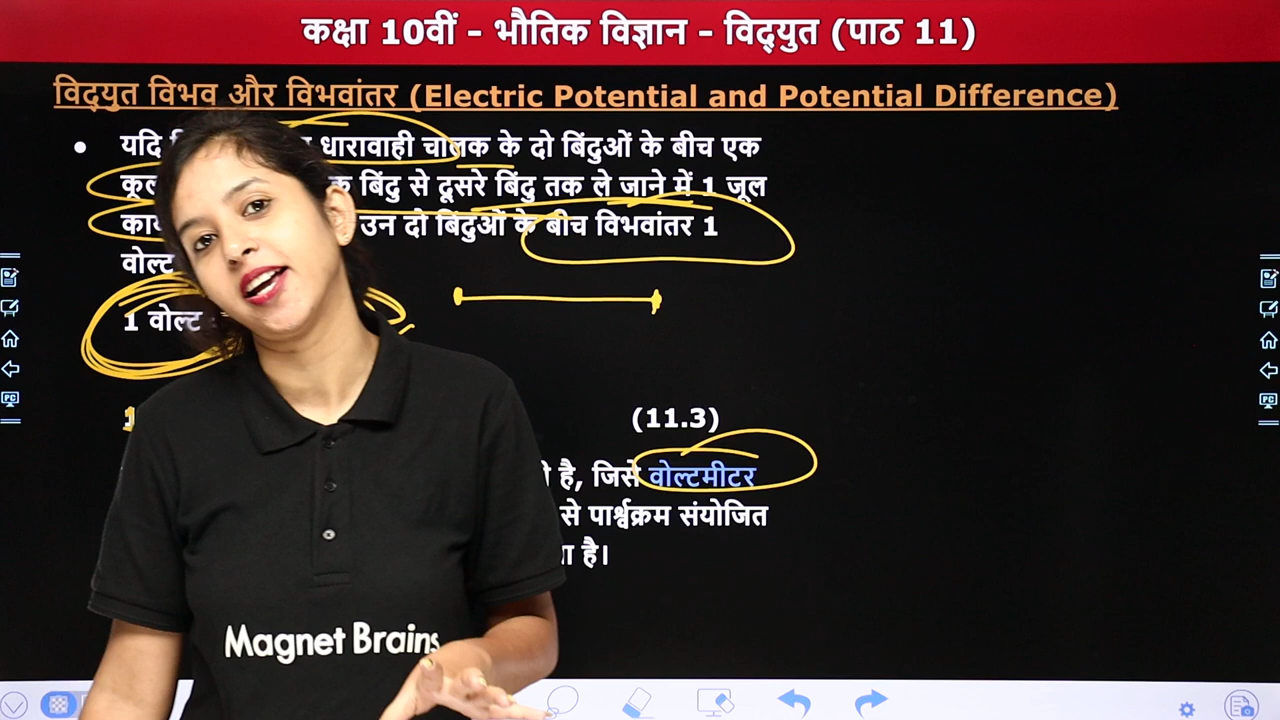 कक्षा 10वीं - भौतिक विज्ञान - विद्युत (पाठ 11)
विद्युत विभव और विभवांतर (Electric Potential and Potential Difference)
यदि धारावाही चालक के दो बिंदुओं के बीच एक
बिंदु से दूसरे बिंदु तक ले जाने में 1 जूल
उन दो बिंदुओं के बीच विभवांतर 1
वोल्ट
1 वोल्ट
(11.3)
है, जिसे वोल्टमीटर
से पार्श्वक्रम संयोजित
है।
Magnet Brains